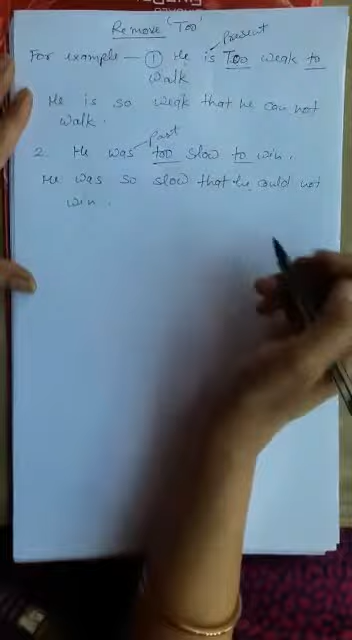 Remove 'Too'
Present
For example — ① He is Too weak to
walk
He is so weak that he can not
walk.
Past
2. He was too slow to win.
He was so slow that he could not
win.